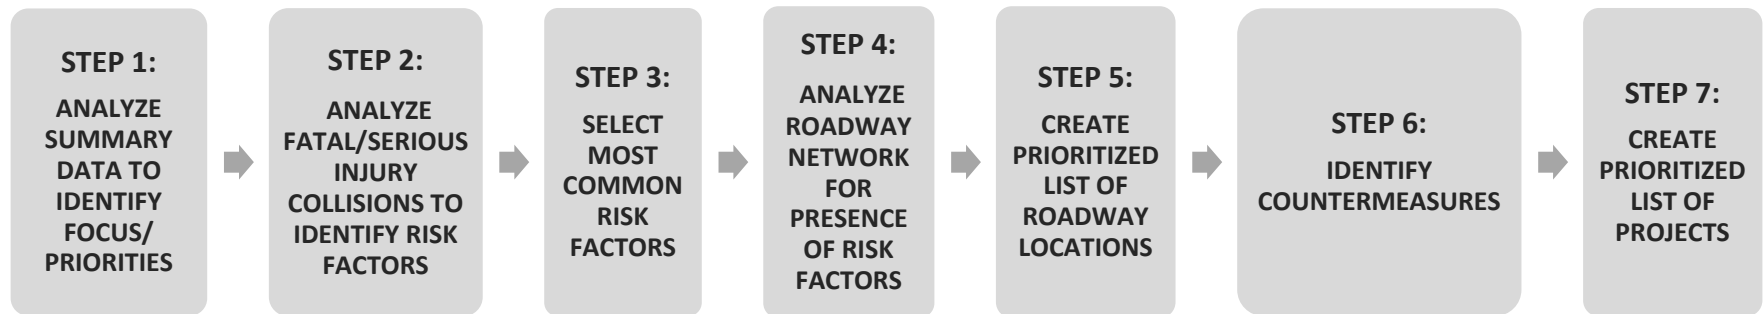 STEP 1:
ANALYZE
SUMMARY
DATA TO
IDENTIFY
FOCUS/
PRIORITIES
STEP 2:
ANALYZE
FATAL/SERIOUS
INJURY
COLLISIONS TO
IDENTIFY RISK
FACTORS
STEP 3:
SELECT
MOST
COMMON
RISK
FACTORS
STEP 4:
ANALYZE
ROADWAY
NETWORK
FOR
PRESENCE
OF RISK
FACTORS
STEP 5:
CREATE
PRIORITIZED
LIST OF
ROADWAY
LOCATIONS
STEP 6:
IDENTIFY
COUNTERMEASURES
STEP 7:
CREATE
PRIORITIZED
LIST OF
PROJECTS